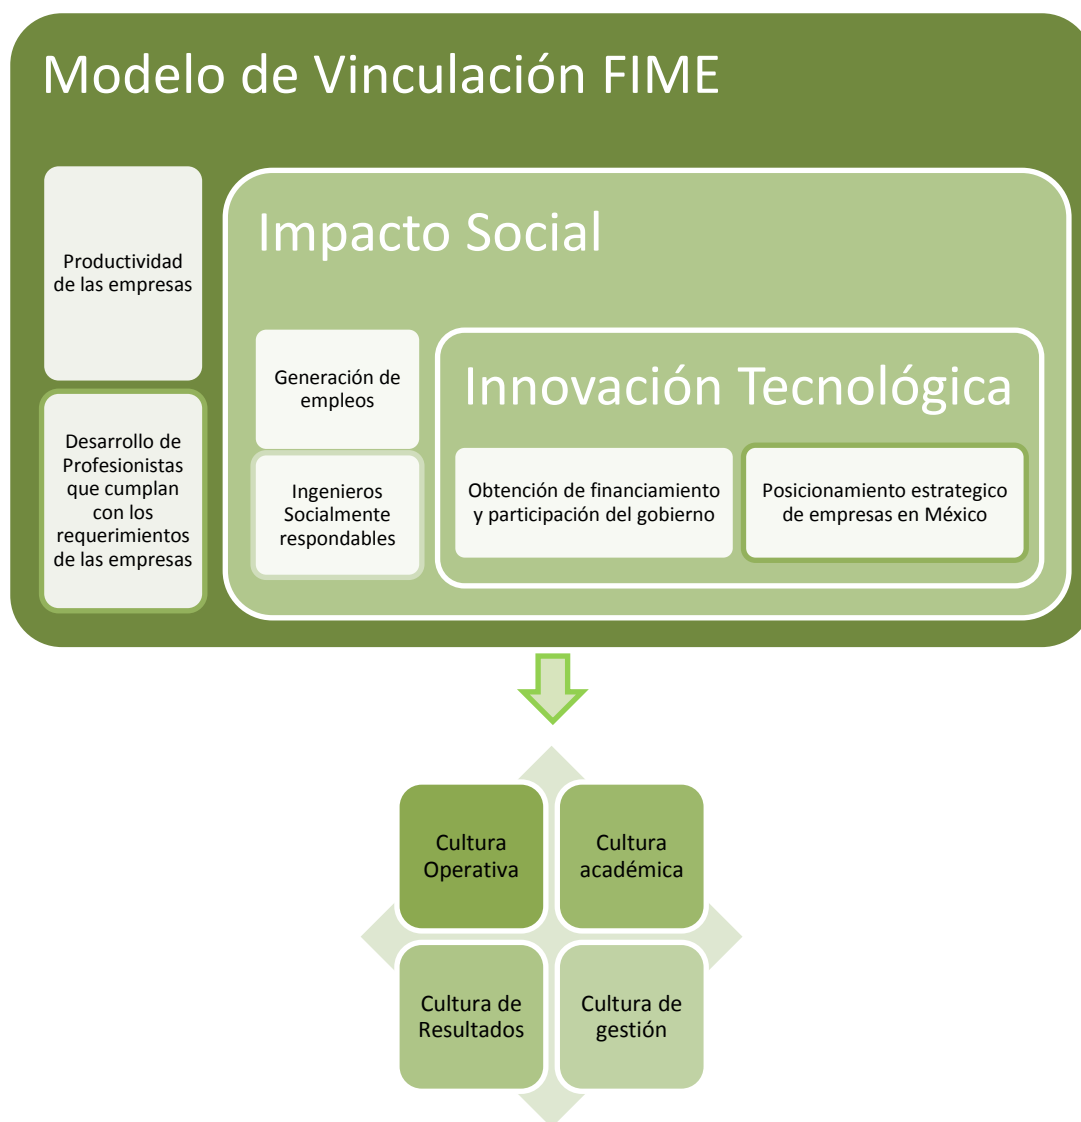 Modelo de Vinculación FIME
Productividad
de las empresas
Desarrollo de
Profesionistas
que cumplan
con los
requerimientos
de las empresas
Impacto Social
Generación de
empleos
Ingenieros
Socialmente
respondables
Innovación Tecnológica
Obtención de financiamiento
y participación del gobierno
Posicionamiento estrategico
de empresas en México
Cultura
Operativa
Cultura
académica
Cultura de
Resultados
Cultura de
gestión